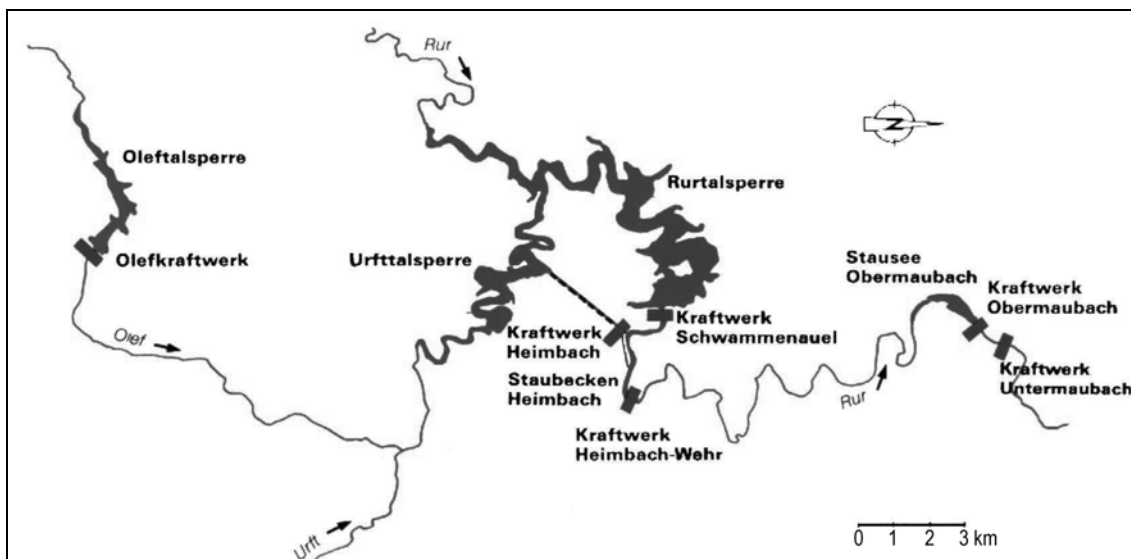 Rur
Oleftalsperre
Olefkraftwerk
Olef
Urfttalsperre
Rurtalsperre
Kraftwerk
Schwammenauel
Kraftwerk
Heimbach
Staubecken
Heimbach
Kraftwerk
Heimbach-Wehr
Stausee
Obermaubach
Kraftwerk
Obermaubach
Kraftwerk
Untermaubach
Rur
Urft
N
0 1 2 3 km